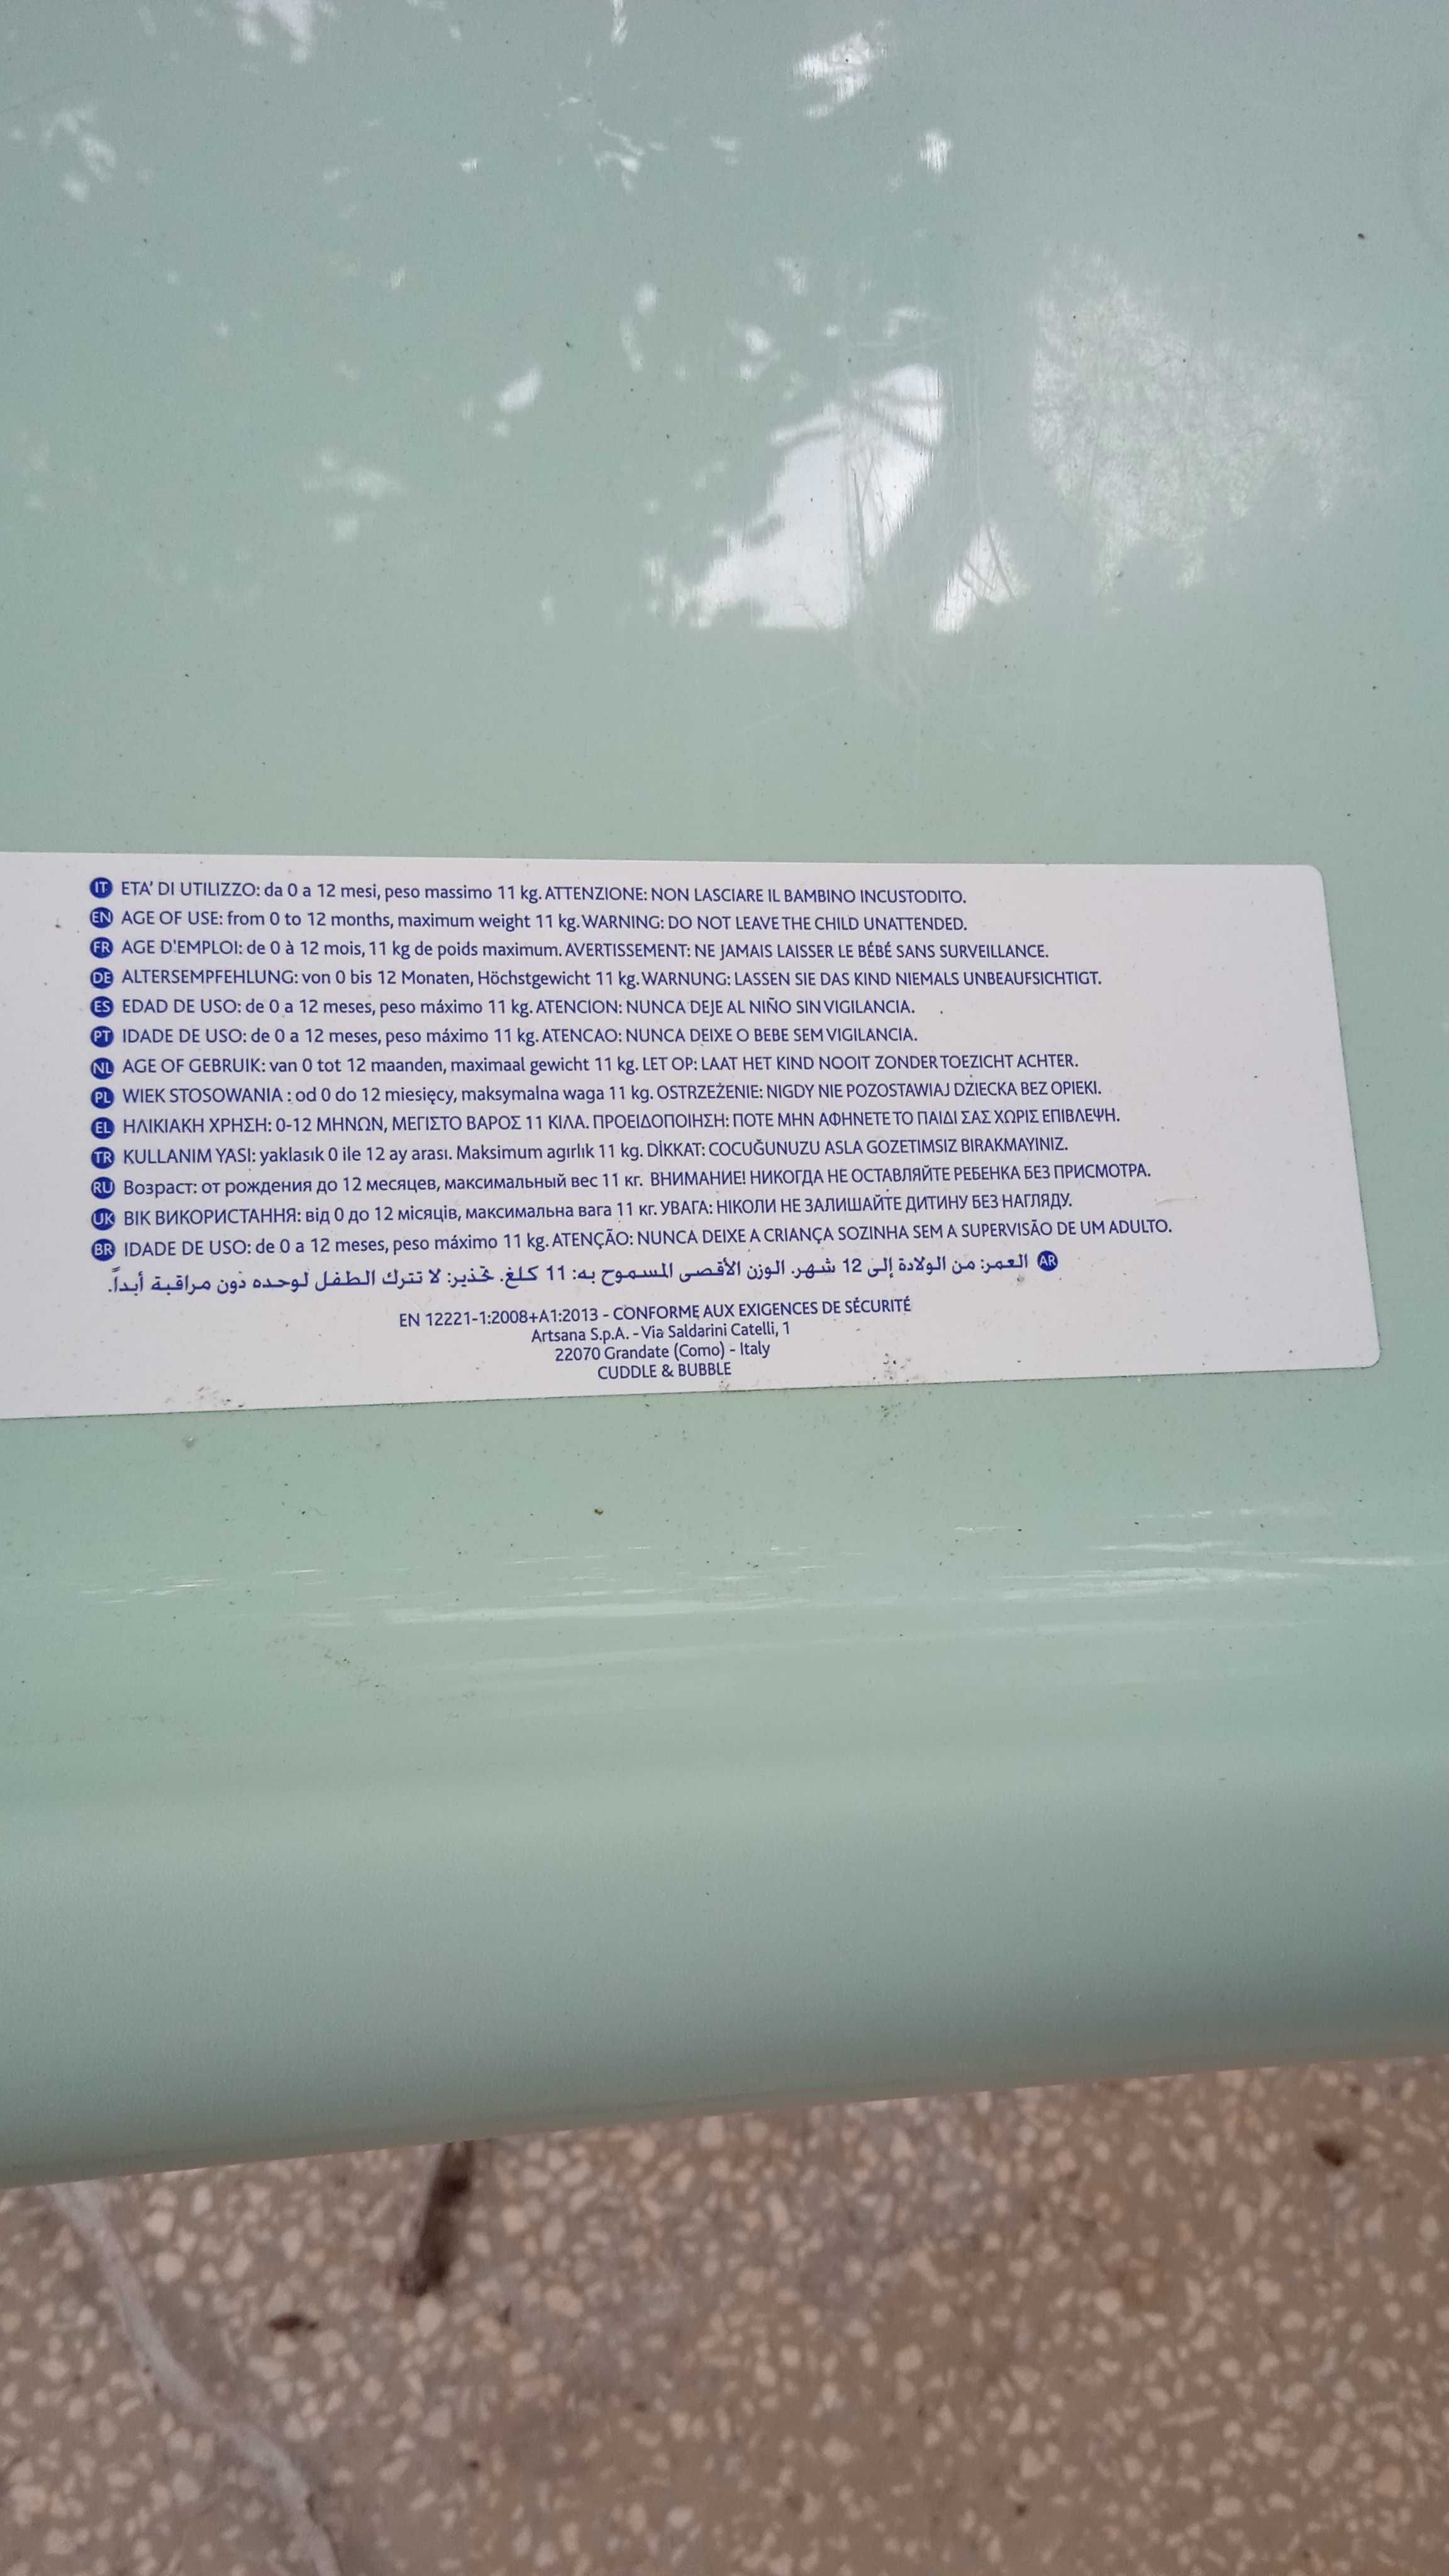 IT ETA' DI UTILIZZO: da 0 a 12 mesi, peso massimo 11 kg. ATTENZIONE: NON LASCIARE IL BAMBINO INCUSTODITO.
EN AGE OF USE: from 0 to 12 months, maximum weight 11 kg. WARNING: DO NOT LEAVE THE CHILD UNATTENDED.
FR AGE D'EMPLOI: de 0 à 12 mois, 11 kg de poids maximum. AVERTISSEMENT: NE JAMAIS LAISSER LE BÉBÉ SANS SURVEILLANCE.
DE ALTERSEMPFEHLUNG: von 0 bis 12 Monaten, Höchstgewicht 11 kg. WARNUNG: LASSEN SIE DAS KIND NIEMALS UNBEAUFSICHTIGT.
ES EDAD DE USO: de 0 a 12 meses, peso máximo 11 kg. ATENCION: NUNCA DEJE AL NIÑO SIN VIGILANCIA.
PT IDADE DE USO: de 0 a 12 meses, peso máximo 11 kg. ATENCAO: NUNCA DEIXE O BEBE SEM VIGILANCIA.
NL AGE OF GEBRUIK: van 0 tot 12 maanden, maximaal gewicht 11 kg. LET OP: LAAT HET KIND NOOIT ZONDER TOEZICHT ACHTER.
PL WIEK STOSOWANIA : od 0 do 12 miesięcy, maksymalna waga 11 kg. OSTRZEŻENIE: NIGDY NIE POZOSTAWIAJ DZIECKA BEZ OPIEKI.
EL ΗΛΙΚΙΑΚΗ ΧΡΗΣΗ: 0-12 ΜΗΝΩΝ, ΜΕΓΙΣΤΟ ΒΑΡΟΣ 11 ΚΙΛΑ. ΠΡΟΕΙΔΟΠΟΙΗΣΗ: ΠΟΤΕ ΜΗΝ ΑΦΗΝΕΤΕ ΤΟ ΠΑΙΔΙ ΣΑΣ ΧΩΡΙΣ ΕΠΙΒΛΕΨΗ.
TR KULLANIM YASI: yaklasık 0 ile 12 ay arası. Maksimum agırlık 11 kg. DİKKAT: COCUĞUNUZU ASLA GOZETIMSIZ BIRAKMAYINIZ.
RU Возраст: от рождения до 12 месяцев, максимальный вес 11 кг. ВНИМАНИЕ! НИКОГДА НЕ ОСТАВЛЯЙТЕ РЕБЕНКА БЕЗ ПРИСМОТРА.
UK ВІК ВИКОРИСТАННЯ: від 0 до 12 місяців, максимальна вага 11 кг. УВАГА: НІКОЛИ НЕ ЗАЛИШАЙТЕ ДИТИНУ БЕЗ НАГЛЯДУ.
BR IDADE DE USO: de 0 a 12 meses, peso máximo 11 kg. ATENÇÃO: NUNCA DEIXE A CRIANÇA SOZINHA SEM A SUPERVISÃO DE UM ADULTO.
AR العمر: من الولادة إلى 12 شهر. الوزن الأقصى المسموح به: 11 كلغ. تحذير: لا تترك الطفل لوحده دون مراقبة أبداً.
EN 12221-1:2008+A1:2013 - CONFORME AUX EXIGENCES DE SÉCURITÉ
Artsana S.p.A. - Via Saldarini Catelli, 1
22070 Grandate (Como) - Italy
CUDDLE & BUBBLE